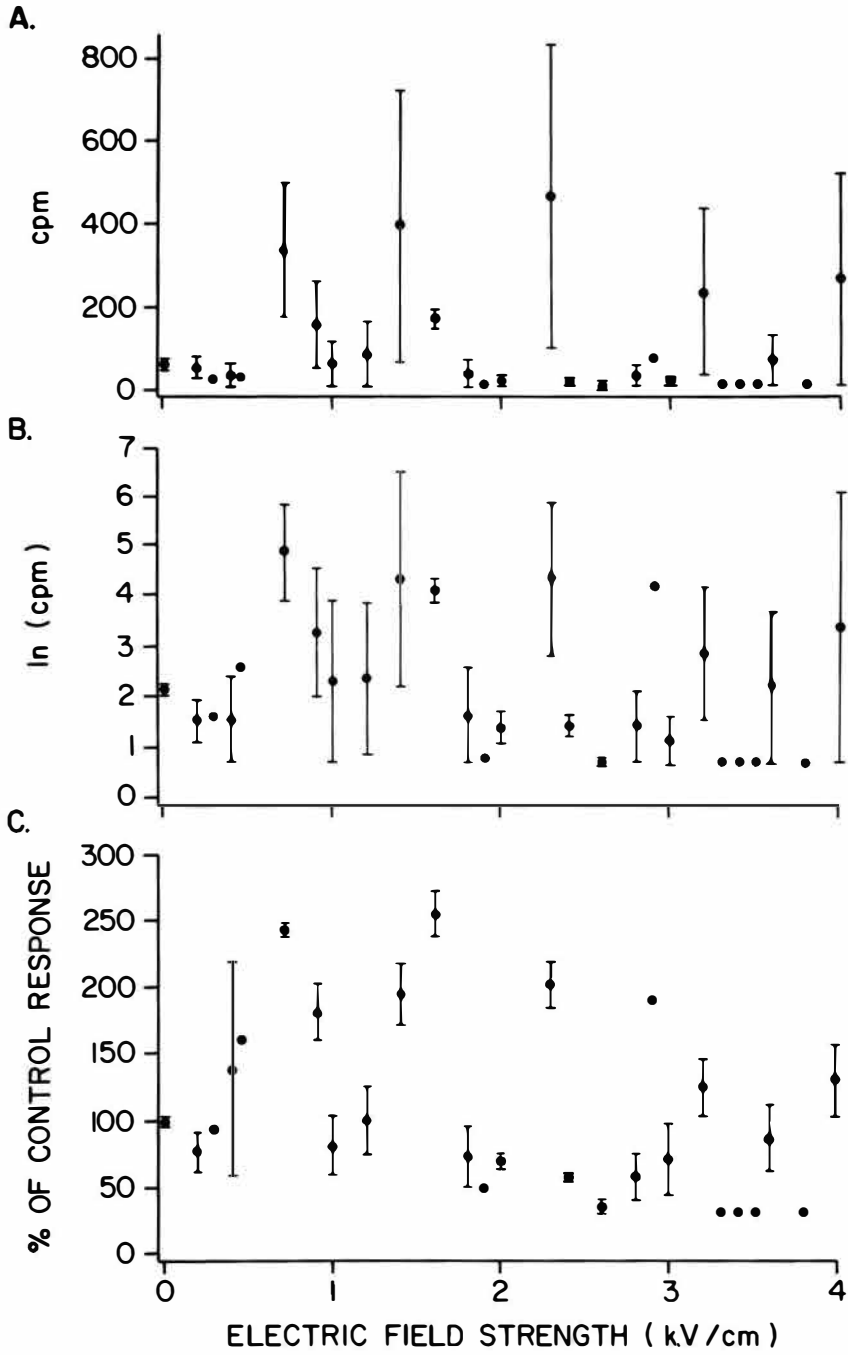 A.
cpm
800
600
400
200
0
B.
ln (cpm)
7
6
5
4
3
2
1
0
C.
% OF CONTROL RESPONSE
300
250
200
150
100
50
0
0 1 2 3 4
ELECTRIC FIELD STRENGTH (kV/cm)